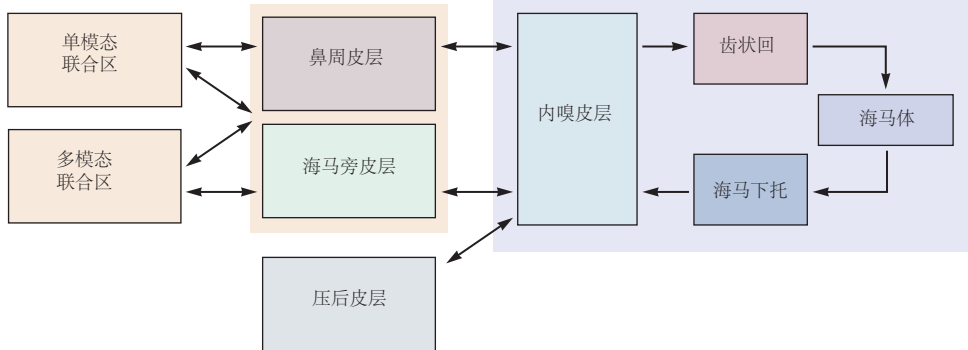 单模态
联合区
鼻周皮层
内嗅皮层
齿状回
海马体
多模态
联合区
海马旁皮层
海马下托
压后皮层